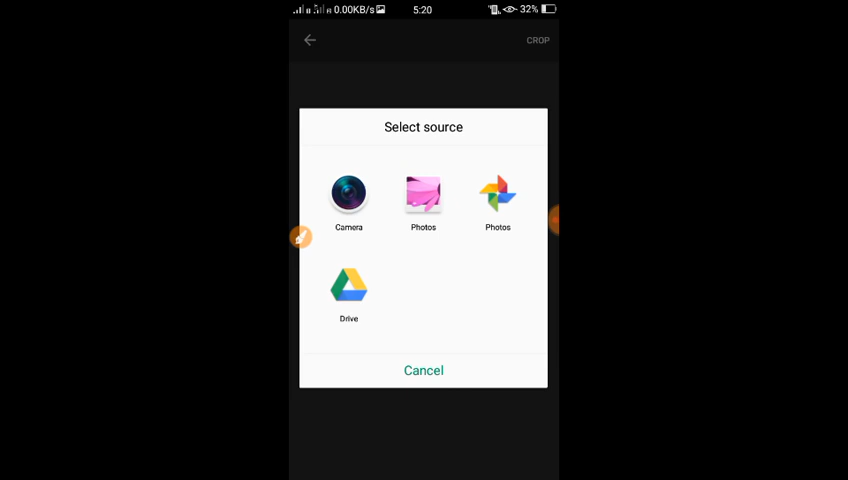 0.00KB/s 5:20 32%
CROP
Select source
Camera Photos Photos
Drive
Cancel